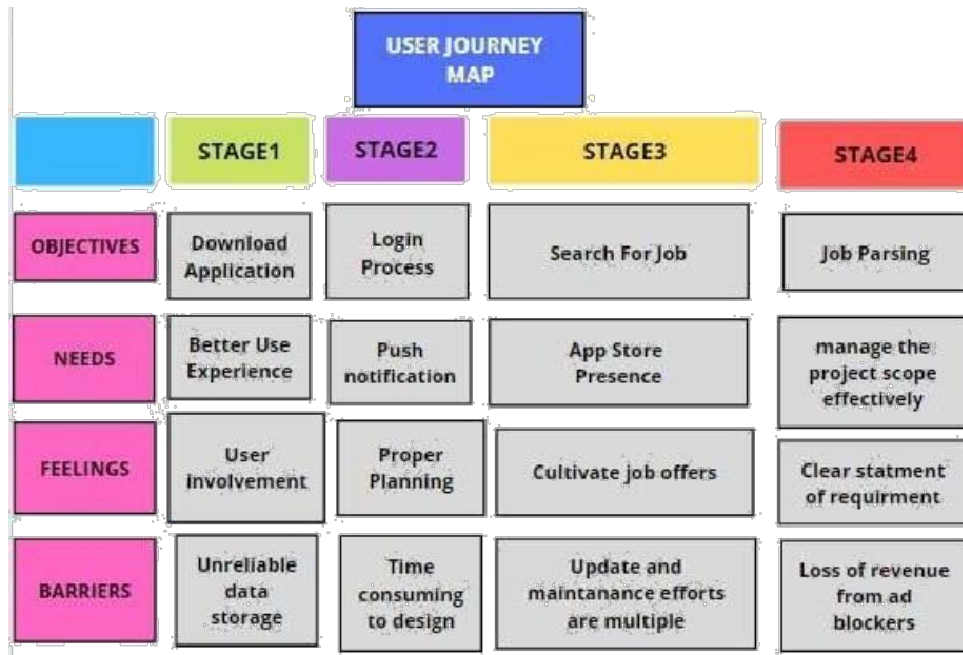 USER JOURNEY
MAP
STAGE1
STAGE2
STAGE3
STAGE4
OBJECTIVES
Download
Application
Login
Process
Search For Job
Job Parsing
NEEDS
Better Use
Experience
Push
notification
App Store
Presence
manage the
project scope
effectively
FEELINGS
User
involvement
Proper
Planning
Cultivate job offers
Clear statment
of requirment
BARRIERS
Unreliable
data
storage
Time
consuming
to design
Update and
maintanance efforts
are multiple
Loss of revenue
from ad
blockers